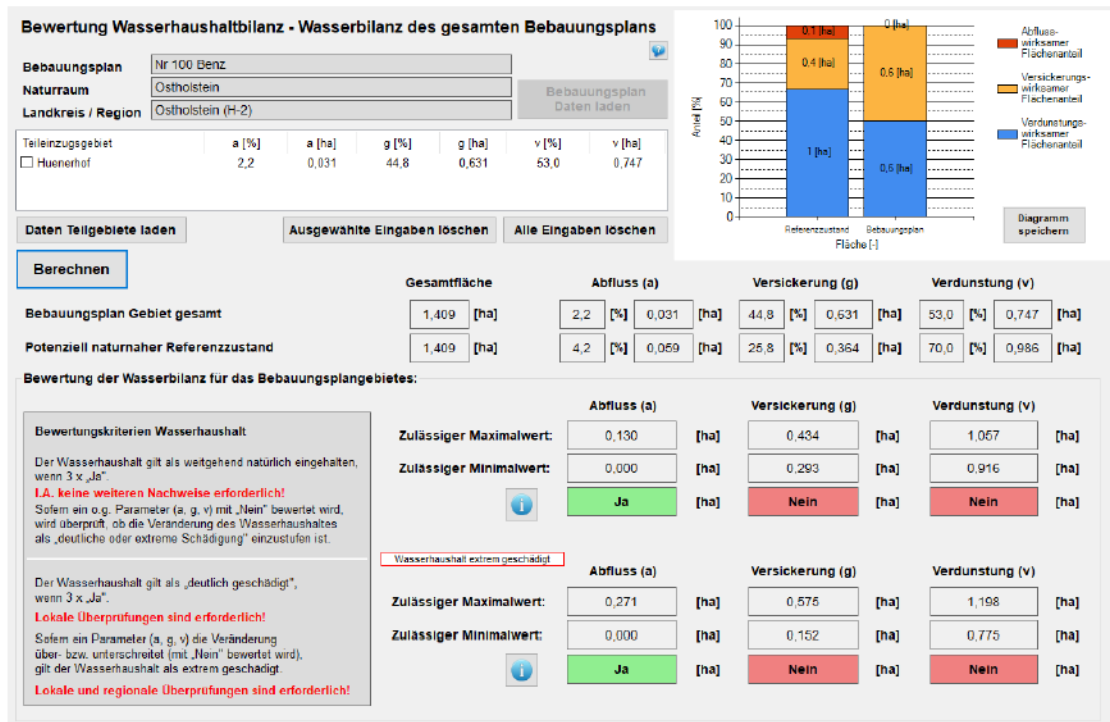 Bewertung Wasserhaushaltbilanz - Wasserbilanz des gesamten Bebauungsplans
Bebauungsplan Nr 100 Benz
Naturraum Ostholstein
Landkreis / Region Ostholstein (H-2)
Bebauungsplan
Daten laden
Teileinzugsgebiet a [%] a [ha] g [%] g [ha] v [%] v [ha]
Huenerhof 2,2 0,031 44,8 0,631 53,0 0,747
Daten Teilgebiete laden Ausgewählte Eingaben löschen Alle Eingaben löschen
Anteil [%]
100
90
80
70
60
50
40
30
20
10
0
0,1 [ha]
0,4 [ha]
1 [ha]
0 [ha]
0,6 [ha]
0,6 [ha]
Referenzzustand Bebauungsplan
Fläche [-]
Abfluss-
wirksamer
Flächenanteil
Versickerungs-
wirksamer
Flächenanteil
Verdunstungs-
wirksamer
Flächenanteil
Diagramm
speichern
Berechnen
Gesamtfläche Abfluss (a) Versickerung (g) Verdunstung (v)
Bebauungsplan Gebiet gesamt 1,409 [ha] 2,2 [%] 0,031 [ha] 44,8 [%] 0,631 [ha] 53,0 [%] 0,747 [ha]
Potenziell naturnaher Referenzzustand 1,409 [ha] 4,2 [%] 0,059 [ha] 25,8 [%] 0,364 [ha] 70,0 [%] 0,986 [ha]
Bewertung der Wasserbilanz für das Bebauungsplangebietes:
Bewertungskriterien Wasserhaushalt
Der Wasserhaushalt gilt als weitgehend natürlich eingehalten,
wenn 3 x „Ja".
I.A. keine weiteren Nachweise erforderlich!
Sofern ein o.g. Parameter (a, g, v) mit „Nein" bewertet wird,
wird überprüft, ob die Veränderung des Wasserhaushaltes
als „deutliche oder extreme Schädigung" einzustufen ist.
Der Wasserhaushalt gilt als „deutlich geschädigt",
wenn 3 x „Ja".
Lokale Überprüfungen sind erforderlich!
Sofern ein Parameter (a, g, v) die Veränderung
über- bzw. unterschreitet (mit „Nein" bewertet wird),
gilt der Wasserhaushalt als extrem geschädigt.
Lokale und regionale Überprüfungen sind erforderlich!
Abfluss (a) Versickerung (g) Verdunstung (v)
Zulässiger Maximalwert: 0,130 [ha] 0,434 [ha] 1,057 [ha]
Zulässiger Minimalwert: 0,000 [ha] 0,293 [ha] 0,916 [ha]
Ja [ha] Nein [ha] Nein [ha]
Wasserhaushalt extrem geschädigt
Abfluss (a) Versickerung (g) Verdunstung (v)
Zulässiger Maximalwert: 0,271 [ha] 0,575 [ha] 1,198 [ha]
Zulässiger Minimalwert: 0,000 [ha] 0,152 [ha] 0,775 [ha]
Ja [ha] Nein [ha] Nein [ha]